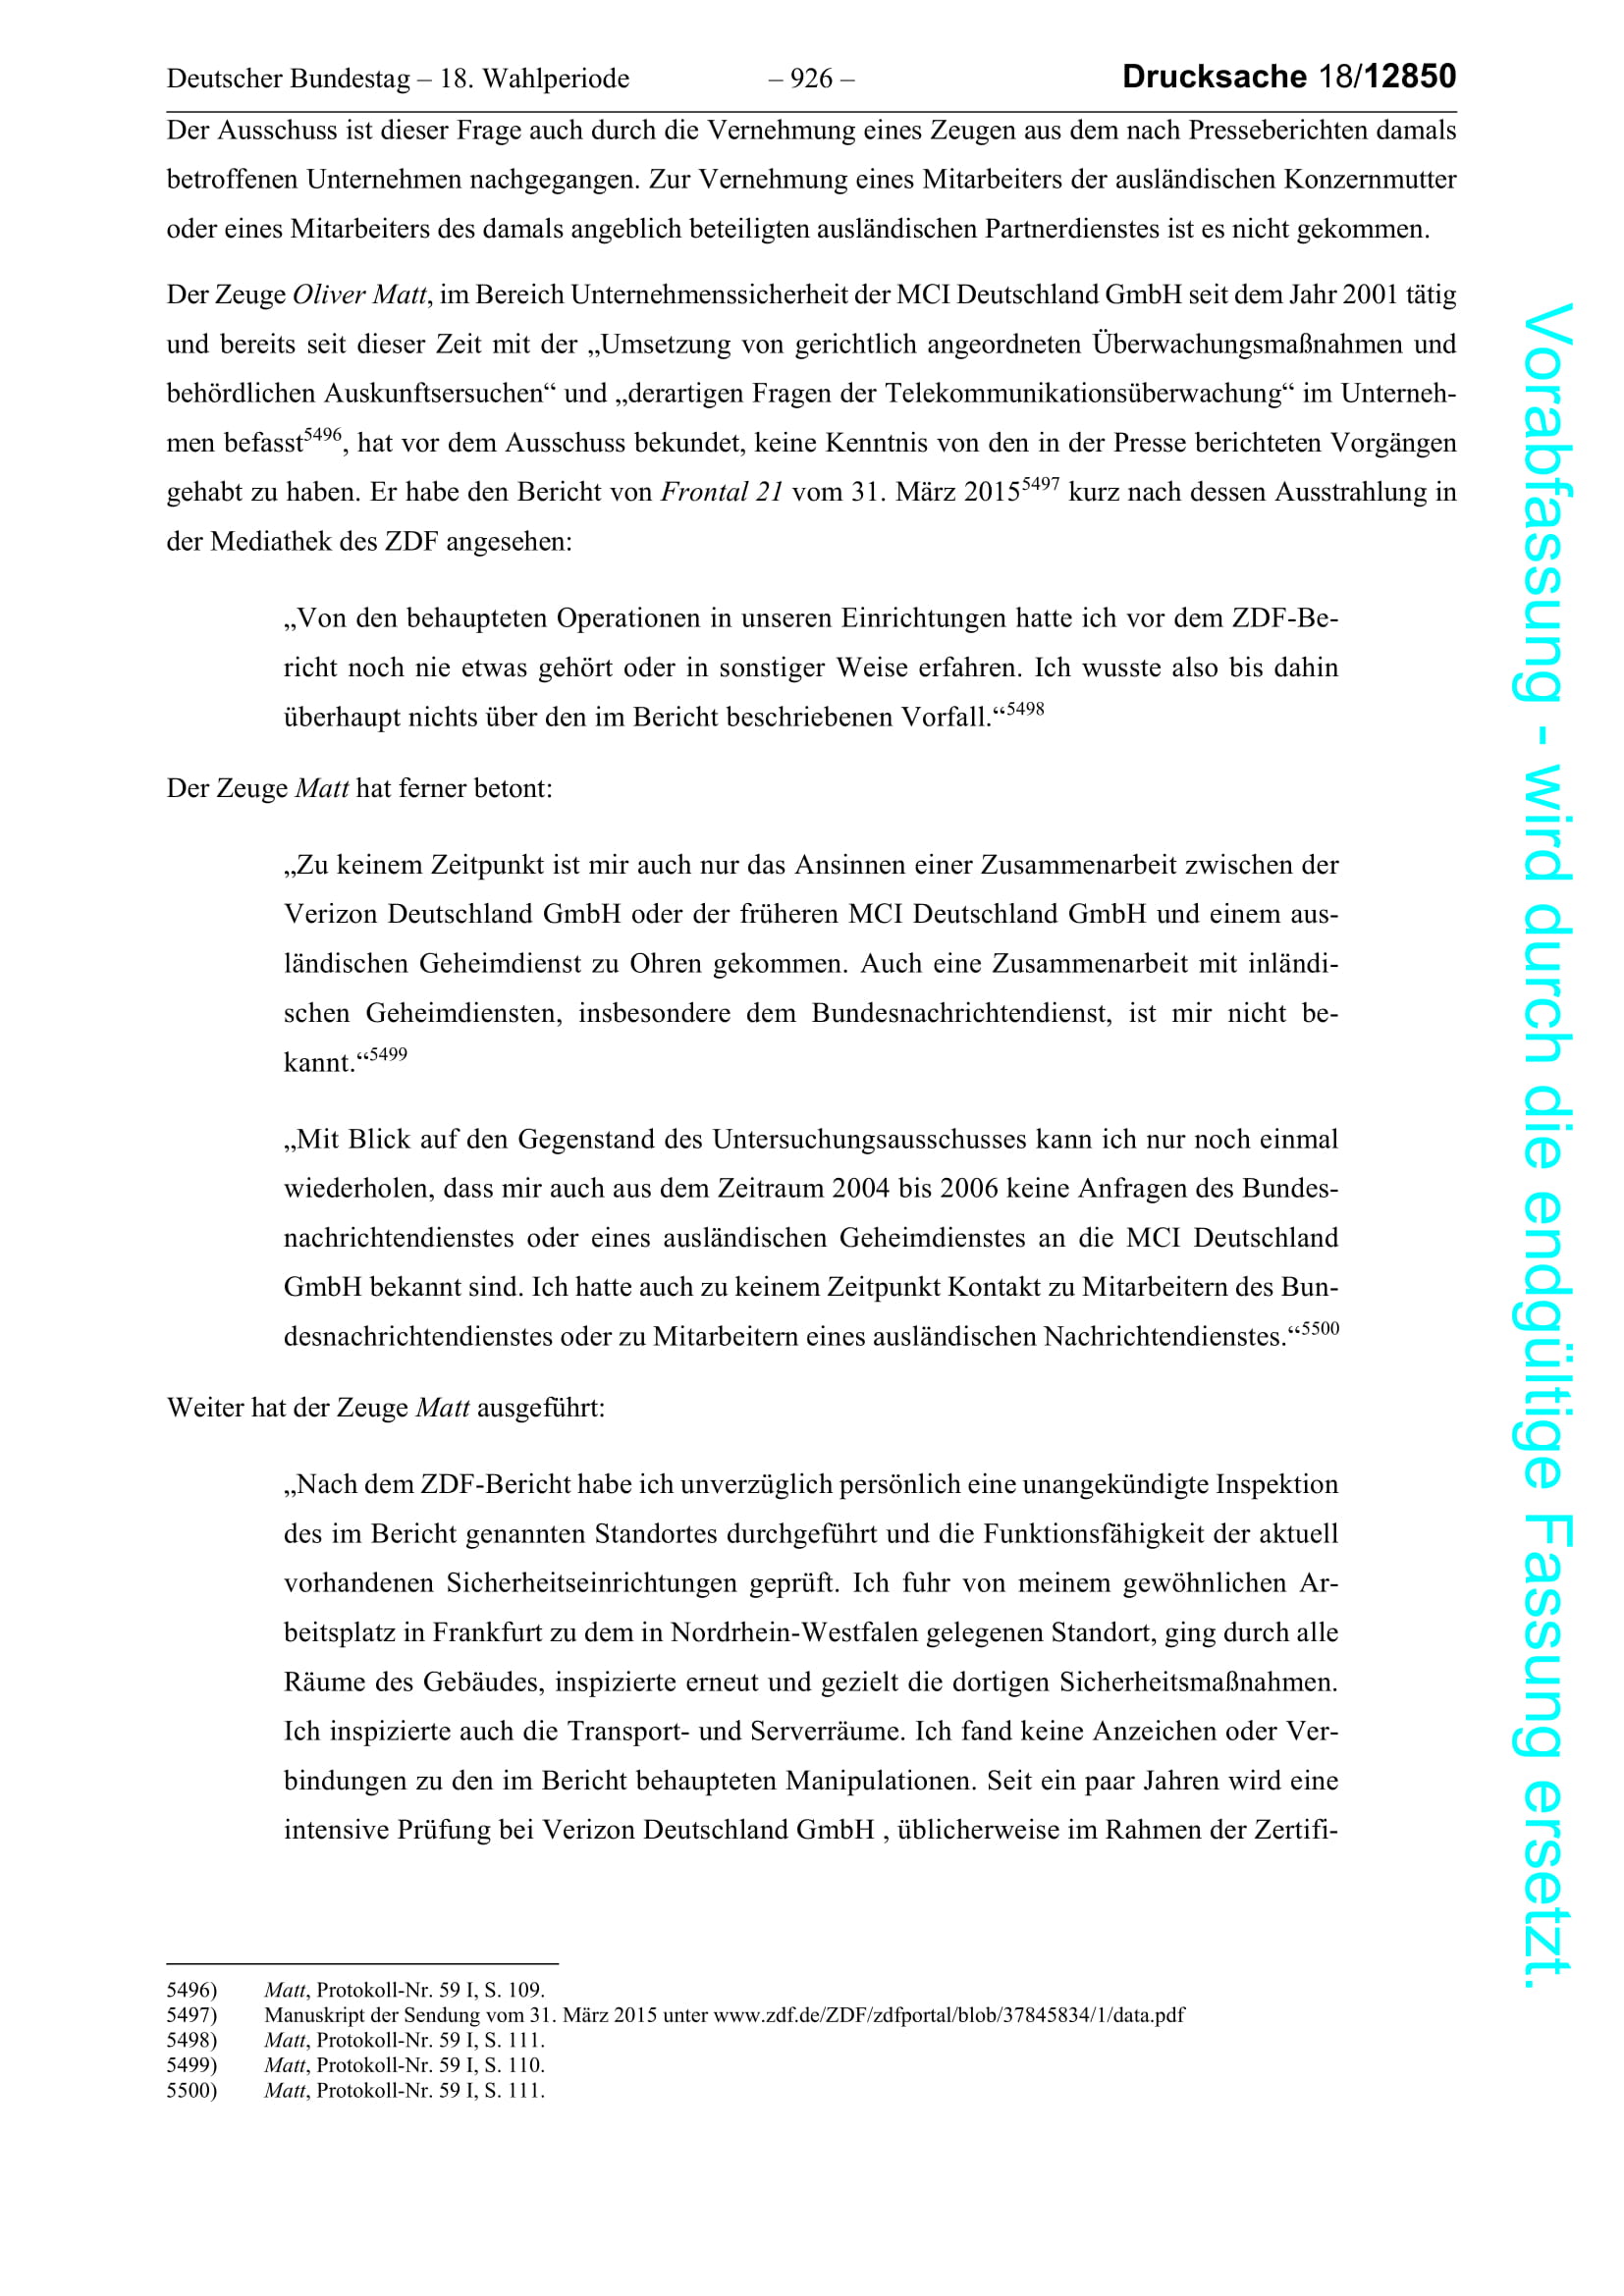 Deutscher Bundestag – 18. Wahlperiode – 926 – Drucksache 18/12850
Der Ausschuss ist dieser Frage auch durch die Vernehmung eines Zeugen aus dem nach Presseberichten damals
betroffenen Unternehmen nachgegangen. Zur Vernehmung eines Mitarbeiters der ausländischen Konzernmutter
oder eines Mitarbeiters des damals angeblich beteiligten ausländischen Partnerdienstes ist es nicht gekommen.
Der Zeuge Oliver Matt, im Bereich Unternehmenssicherheit der MCI Deutschland GmbH seit dem Jahr 2001 tätig
und bereits seit dieser Zeit mit der „Umsetzung von gerichtlich angeordneten Überwachungsmaßnahmen und
behördlichen Auskunftsersuchen“ und „derartigen Fragen der Telekommunikationsüberwachung“ im Unterneh-
men befasst5496, hat vor dem Ausschuss bekundet, keine Kenntnis von den in der Presse berichteten Vorgängen
gehabt zu haben. Er habe den Bericht von Frontal 21 vom 31. März 20155497 kurz nach dessen Ausstrahlung in
der Mediathek des ZDF angesehen:
„Von den behaupteten Operationen in unseren Einrichtungen hatte ich vor dem ZDF-Be-
richt noch nie etwas gehört oder in sonstiger Weise erfahren. Ich wusste also bis dahin
überhaupt nichts über den im Bericht beschriebenen Vorfall.“5498
Der Zeuge Matt hat ferner betont:
„Zu keinem Zeitpunkt ist mir auch nur das Ansinnen einer Zusammenarbeit zwischen der
Verizon Deutschland GmbH oder der früheren MCI Deutschland GmbH und einem aus-
ländischen Geheimdienst zu Ohren gekommen. Auch eine Zusammenarbeit mit inländi-
schen Geheimdiensten, insbesondere dem Bundesnachrichtendienst, ist mir nicht be-
kannt.“5499
„Mit Blick auf den Gegenstand des Untersuchungsausschusses kann ich nur noch einmal
wiederholen, dass mir auch aus dem Zeitraum 2004 bis 2006 keine Anfragen des Bundes-
nachrichtendienstes oder eines ausländischen Geheimdienstes an die MCI Deutschland
GmbH bekannt sind. Ich hatte auch zu keinem Zeitpunkt Kontakt zu Mitarbeitern des Bun-
desnachrichtendienstes oder zu Mitarbeitern eines ausländischen Nachrichtendienstes.“5500
Weiter hat der Zeuge Matt ausgeführt:
„Nach dem ZDF-Bericht habe ich unverzüglich persönlich eine unangekündigte Inspektion
des im Bericht genannten Standortes durchgeführt und die Funktionsfähigkeit der aktuell
vorhandenen Sicherheitseinrichtungen geprüft. Ich fuhr von meinem gewöhnlichen Ar-
beitsplatz in Frankfurt zu dem in Nordrhein-Westfalen gelegenen Standort, ging durch alle
Räume des Gebäudes, inspizierte erneut und gezielt die dortigen Sicherheitsmaßnahmen.
Ich inspizierte auch die Transport- und Serverräume. Ich fand keine Anzeichen oder Ver-
bindungen zu den im Bericht behaupteten Manipulationen. Seit ein paar Jahren wird eine
intensive Prüfung bei Verizon Deutschland GmbH , üblicherweise im Rahmen der Zertifi-
5496) Matt, Protokoll-Nr. 59 I, S. 109.
5497) Manuskript der Sendung vom 31. März 2015 unter www.zdf.de/ZDF/zdfportal/blob/37845834/1/data.pdf
5498) Matt, Protokoll-Nr. 59 I, S. 111.
5499) Matt, Protokoll-Nr. 59 I, S. 110.
5500) Matt, Protokoll-Nr. 59 I, S. 111.
Vorabfassung - wird durch die endgültige Fassung ersetzt.